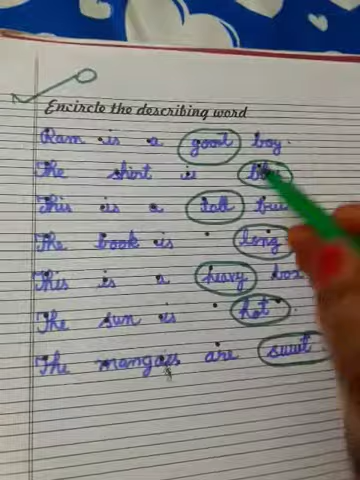 Encircle the describing word
Ram is a good boy.
The shirt is
This is a tall
The book is long
This is a heavy box
The sun is hot.
The mangoes are sweet